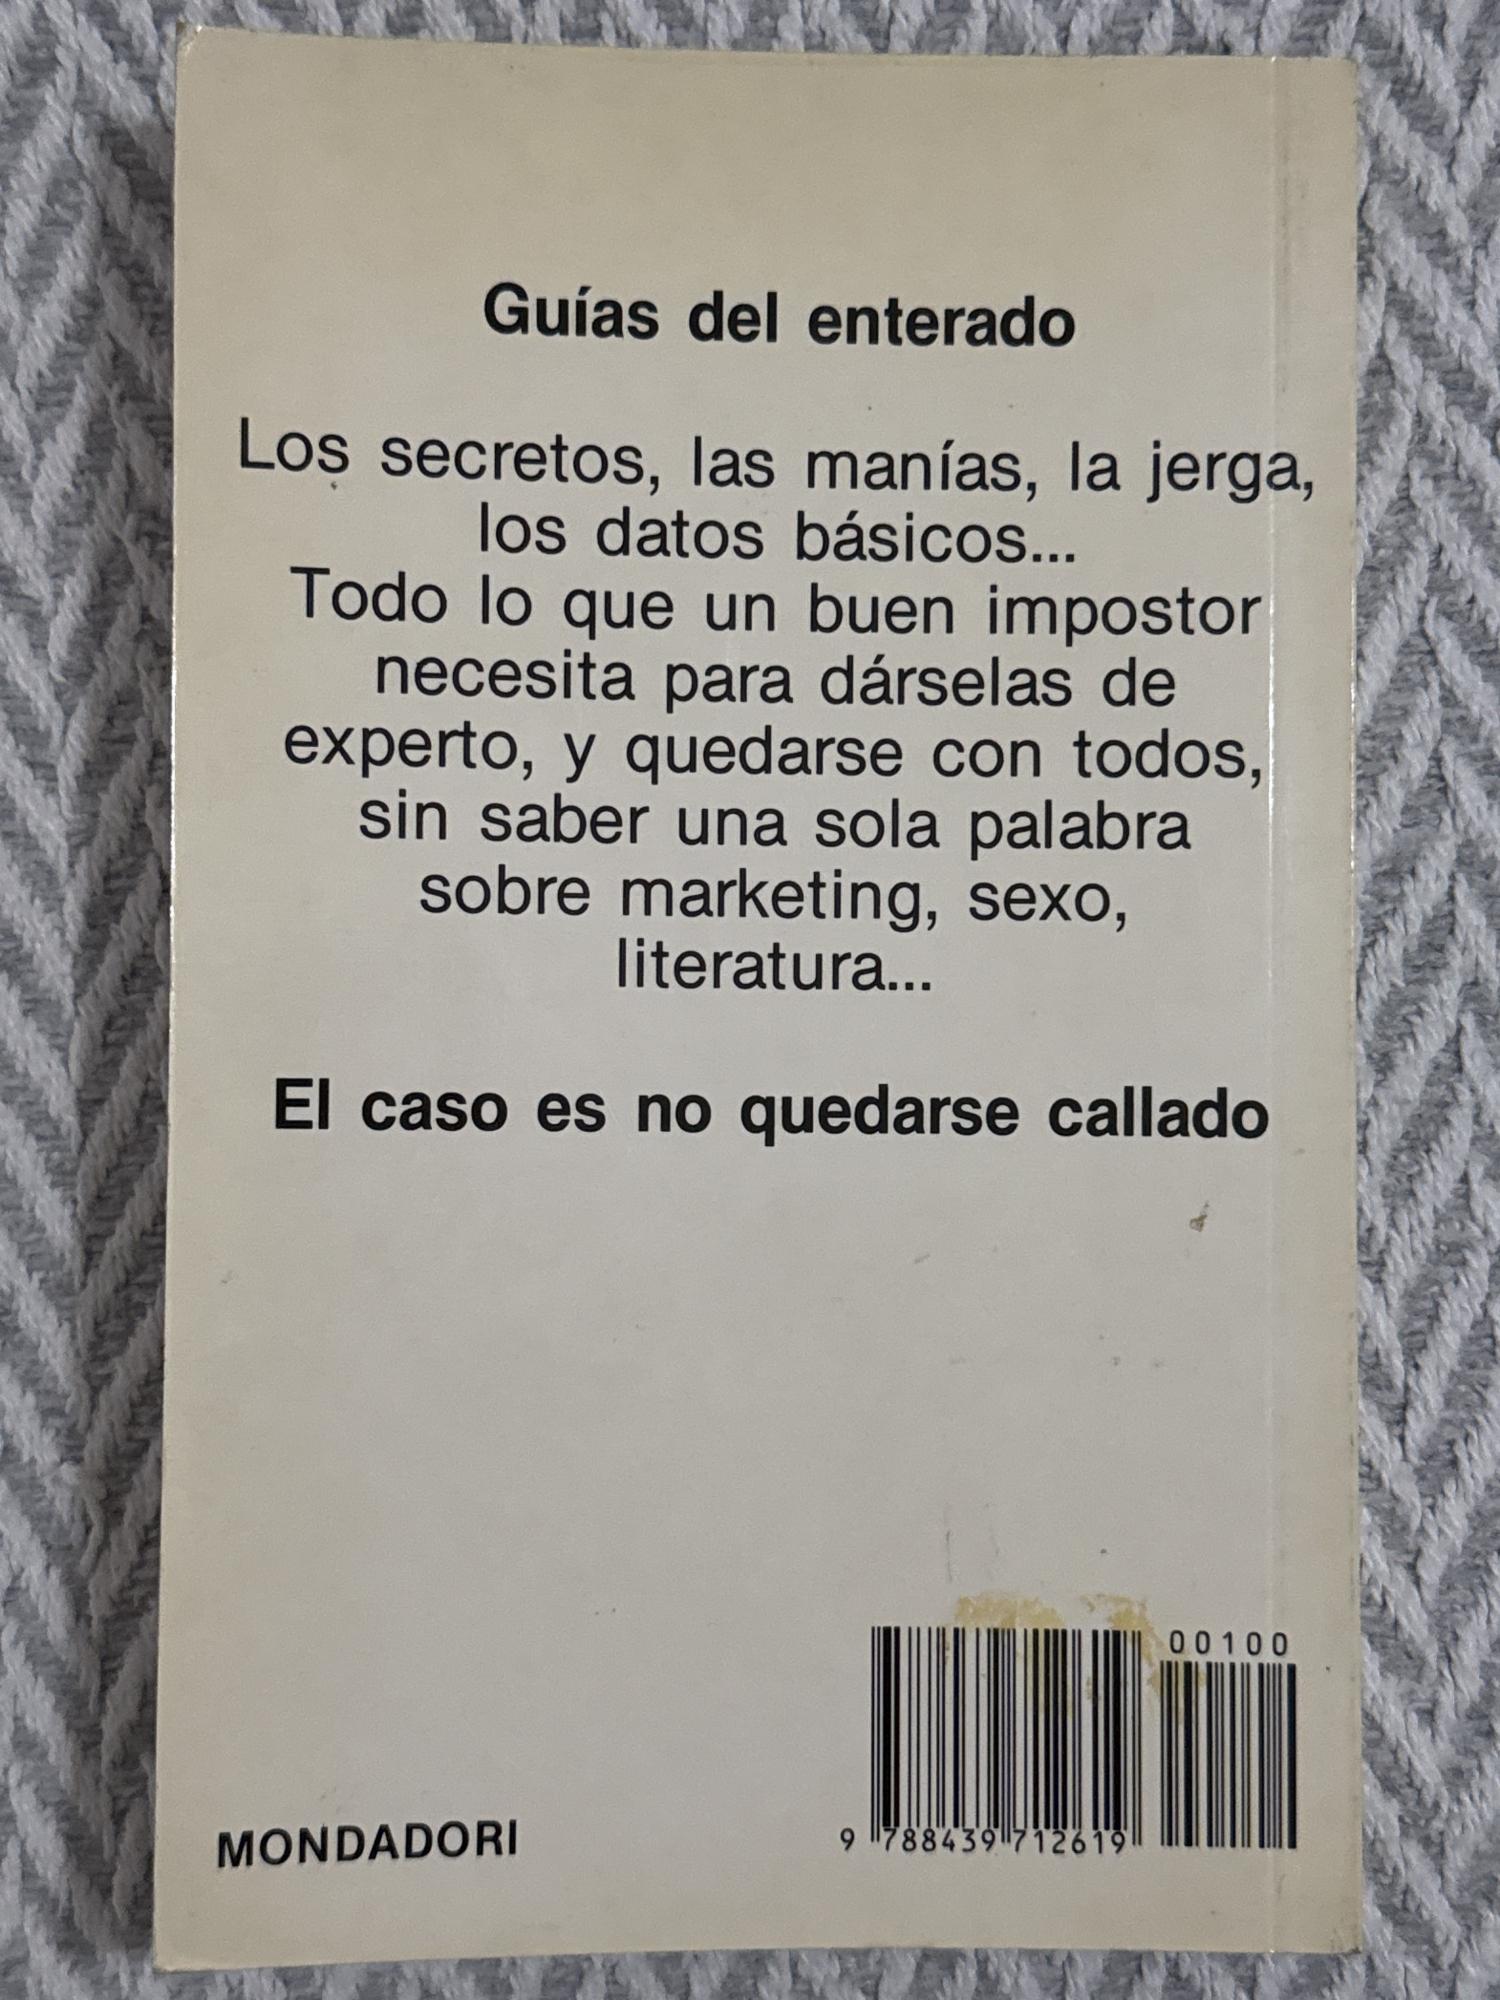 Guías del enterado
Los secretos, las manías, la jerga,
los datos básicos...
Todo lo que un buen impostor
necesita para dárselas de
experto, y quedarse con todos,
sin saber una sola palabra
sobre marketing, sexo,
literatura...
El caso es no quedarse callado
00100
MONDADORI
9 788439 712619